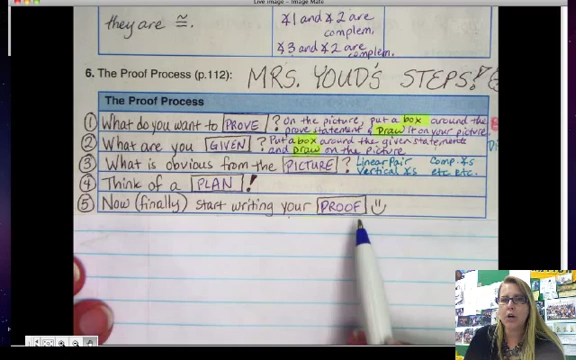 Live image - Image Mate
they are ≅.
∡1 and ∡2 are
complem.
∡3 and ∡2 are
complem.
6. The Proof Process (p.112): MRS. YOUD'S STEPS!
The Proof Process
① What do you want to PROVE ? On the picture, put a box around the
prove statement & Draw it on your picture
② What are you GIVEN ? Put a box around the given statements
and Draw on the picture
③ What is obvious from the PICTURE ? Linear Pair Comp. ∡s
Vertical ∡s etc. etc.
④ Think of a PLAN !
⑤ Now (finally) start writing your PROOF